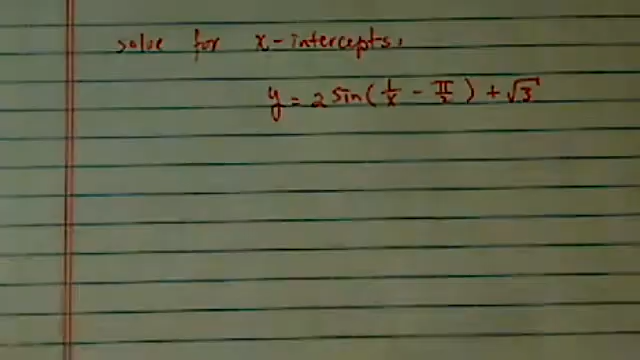 solve for x-intercepts.
y = 2 sin( 1/x - π/2 ) + √3